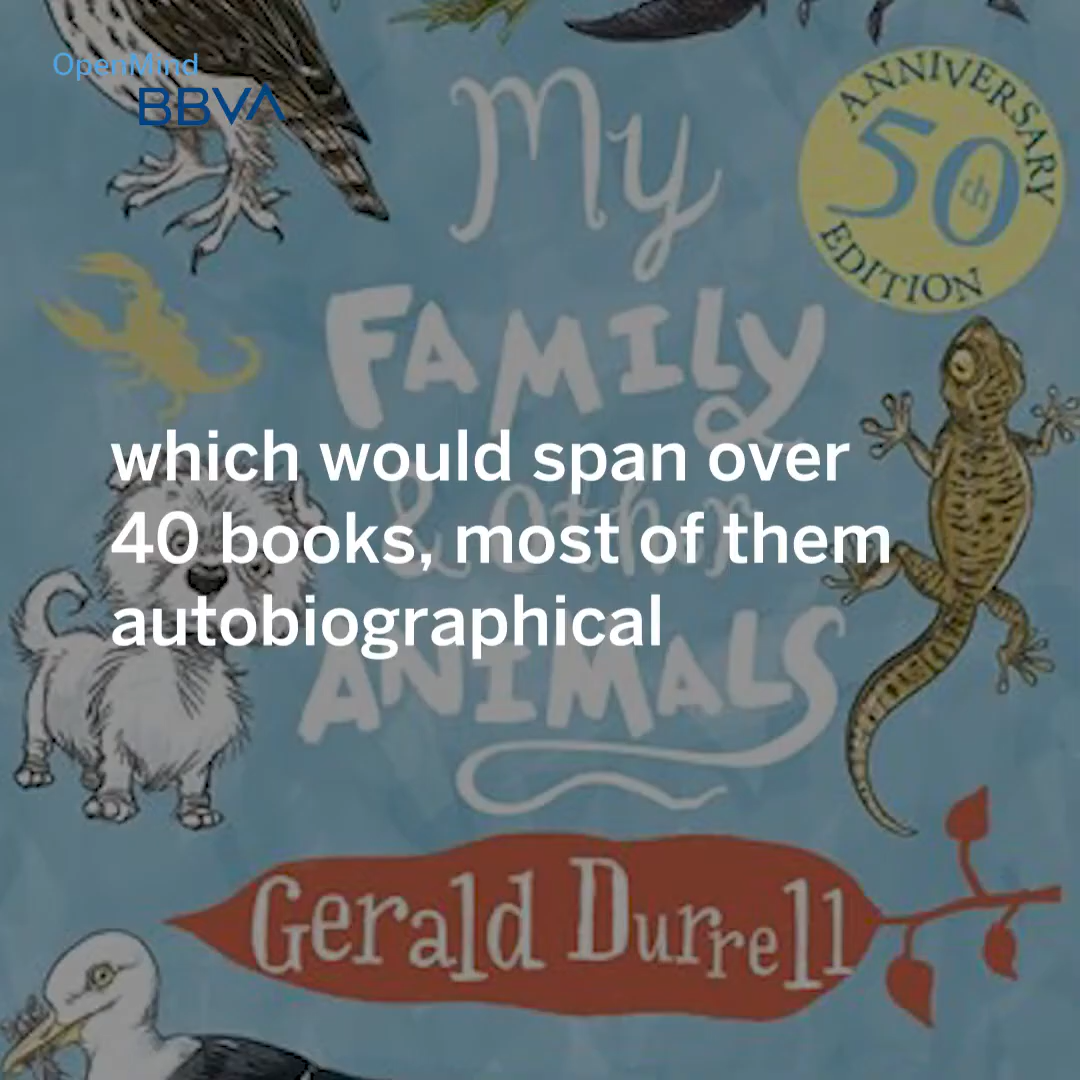 OpenMind
BBVA
My
ANNIVERSARY
50th
EDITION
FAMILY
which would span over
& Other
40 books, most of them
autobiographical
ANIMALS
Gerald Durrell